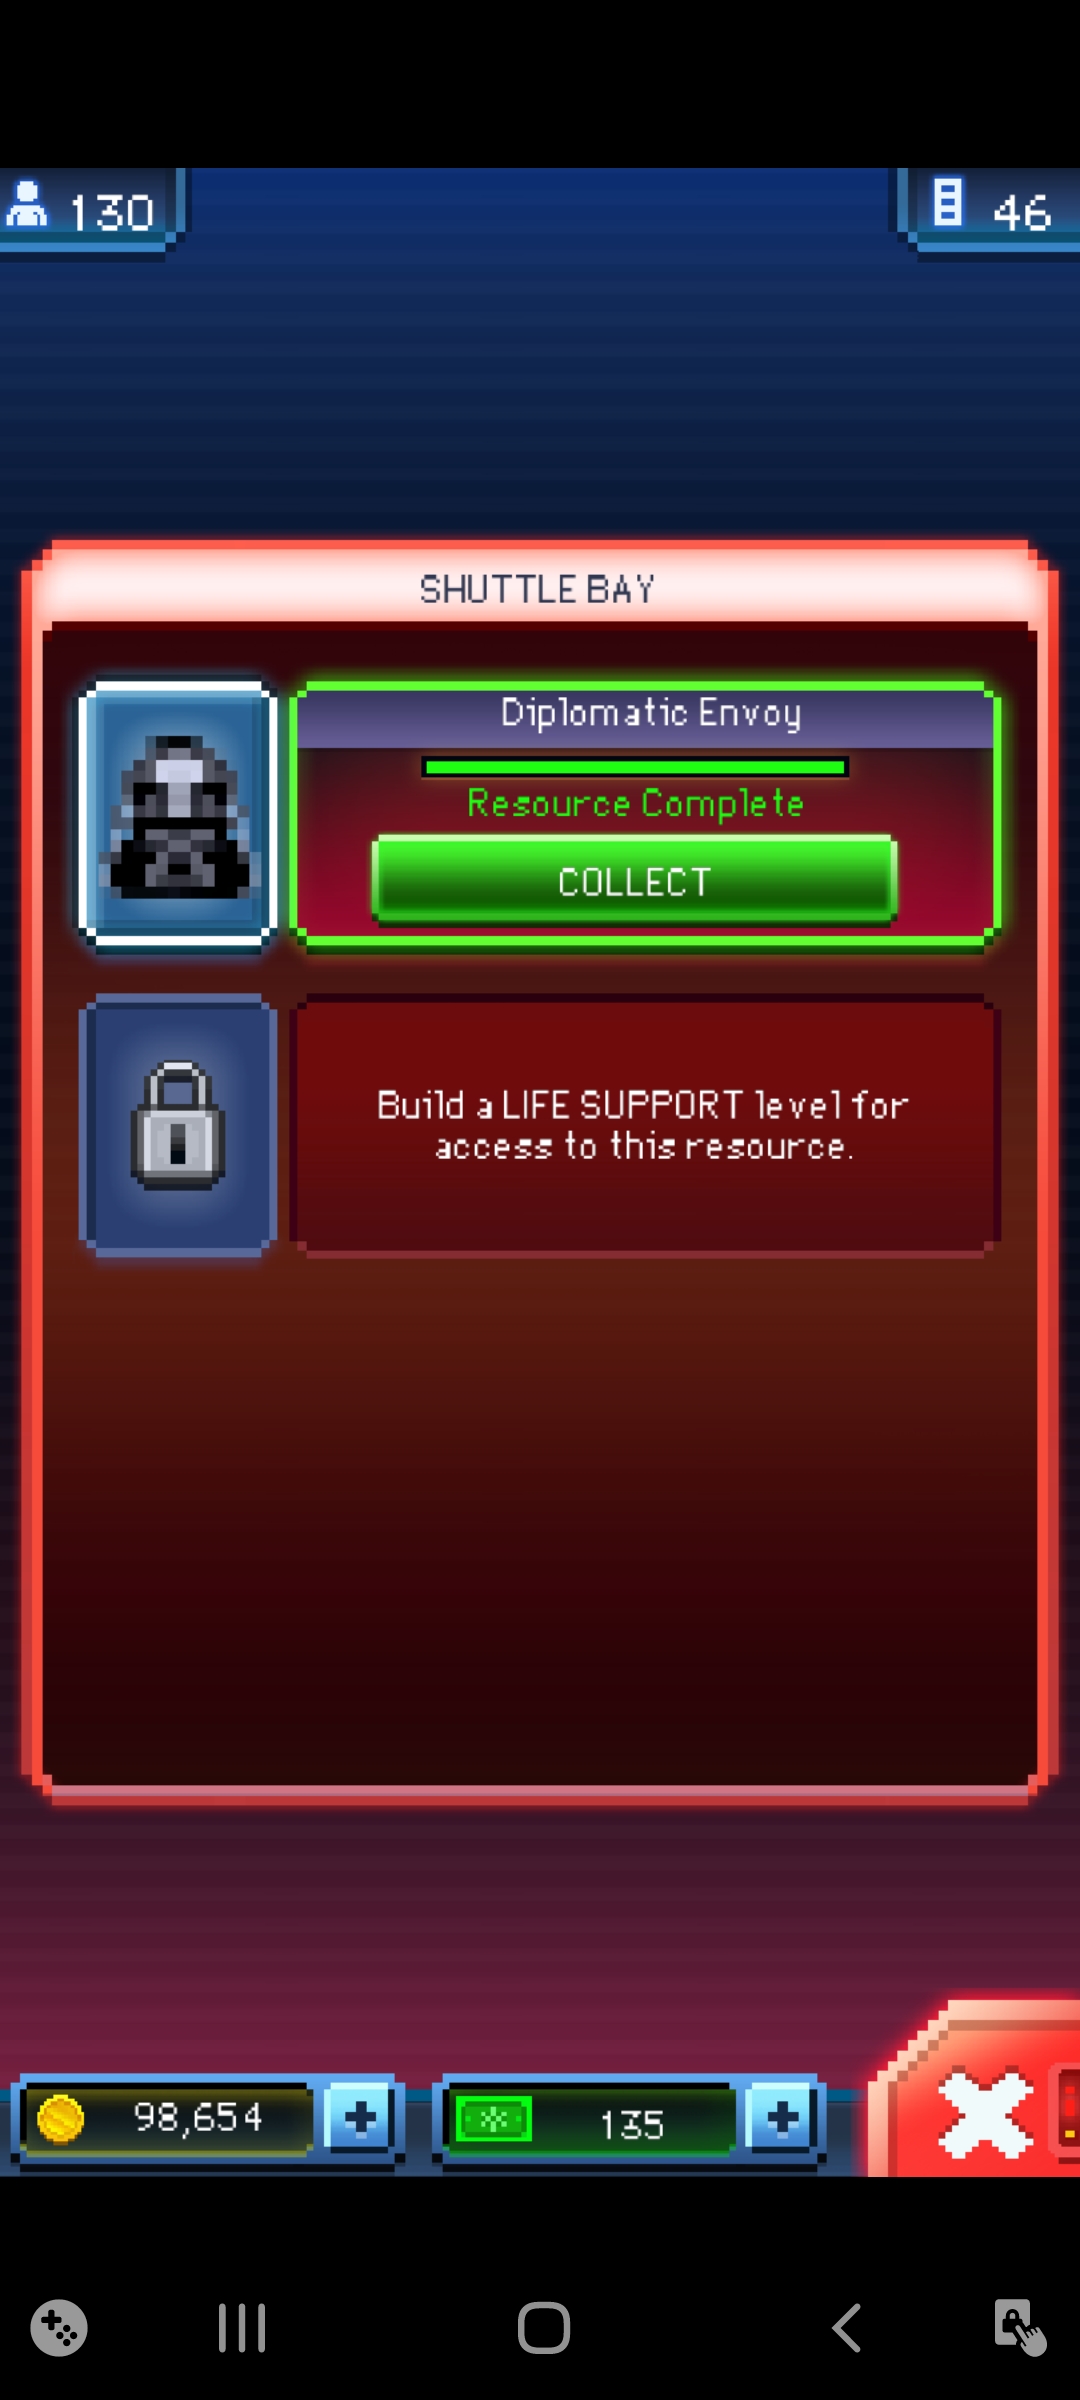 130
46
SHUTTLE BAY
Diplomatic Envoy
Resource Complete
COLLECT
Build a LIFE SUPPORT level for
access to this resource.
98,654
135